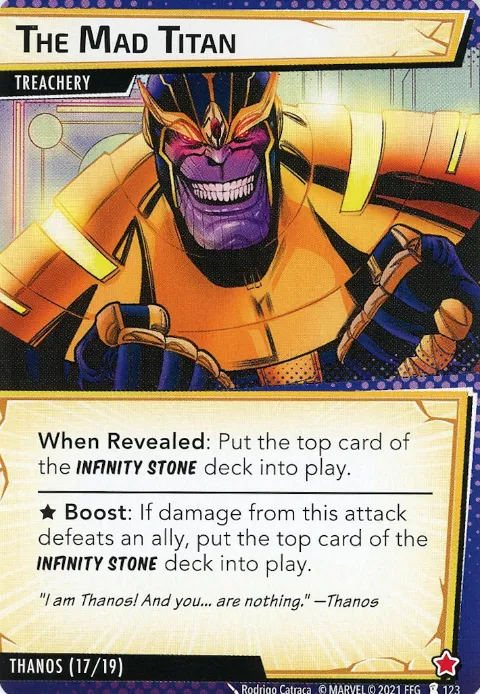 THE MAD TITAN
TREACHERY
When Revealed: Put the top card of
the INFINITY STONE deck into play.
★ Boost: If damage from this attack
defeats an ally, put the top card of the
INFINITY STONE deck into play.
"I am Thanos! And you... are nothing." —Thanos
THANOS (17/19)
Rodrigo Catraca © MARVEL © 2021 FFG 123